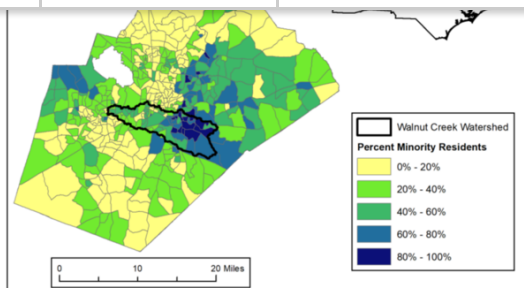 Walnut Creek Watershed
Percent Minority Residents
0% - 20%
20% - 40%
40% - 60%
60% - 80%
80% - 100%
0 10 20 Miles